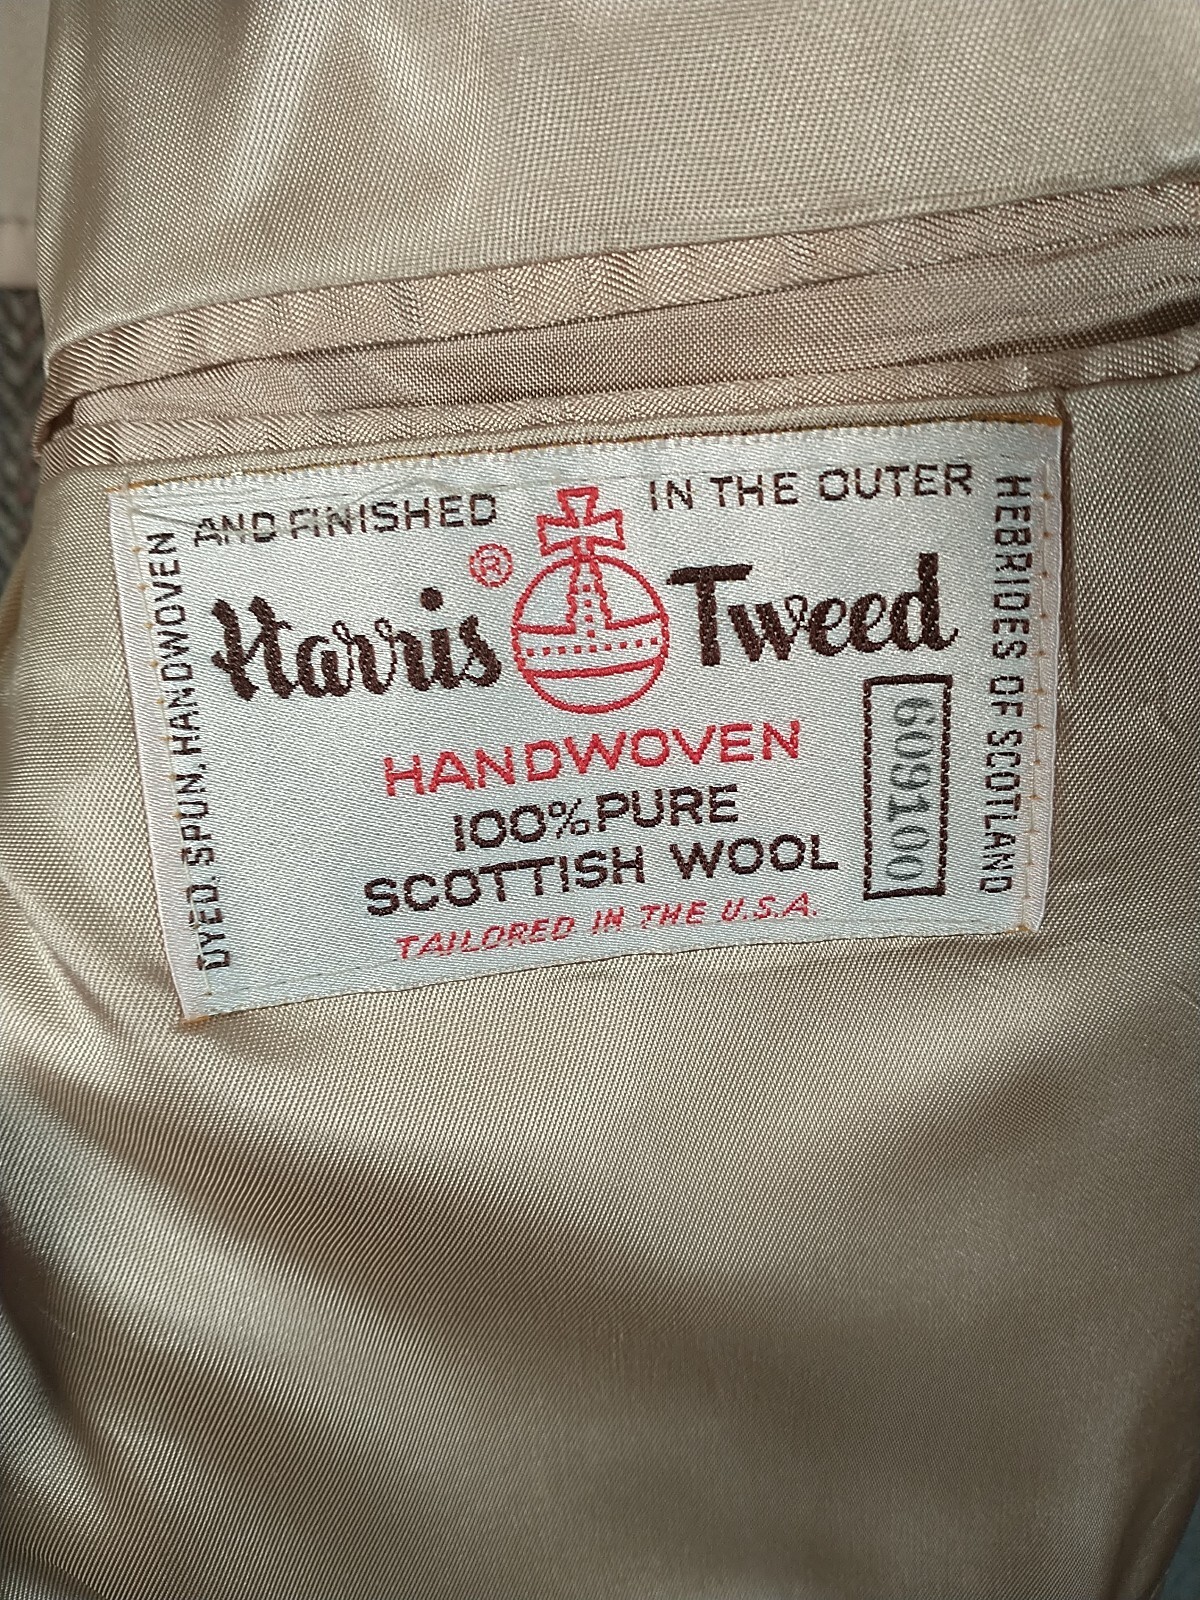 DYED, SPUN, HANDWOVEN
AND FINISHED
IN THE OUTER
HEBRIDES OF SCOTLAND
Harris® Tweed
HANDWOVEN
100% PURE
SCOTTISH WOOL
TAILORED IN THE U.S.A.
609100